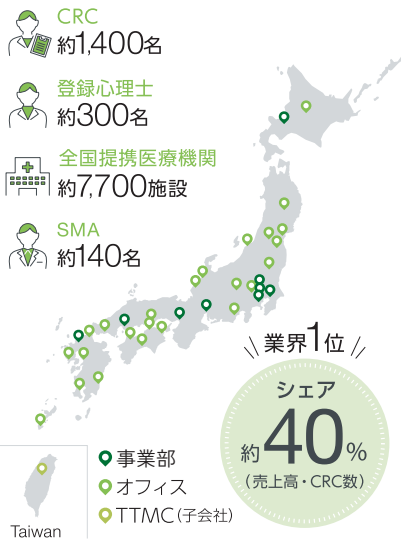 CRC
約1,400名
登録心理士
約300名
全国提携医療機関
約7,700施設
SMA
約140名
業界1位
シェア
約40%
(売上高・CRC数)
事業部
オフィス
TTMC(子会社)
Taiwan